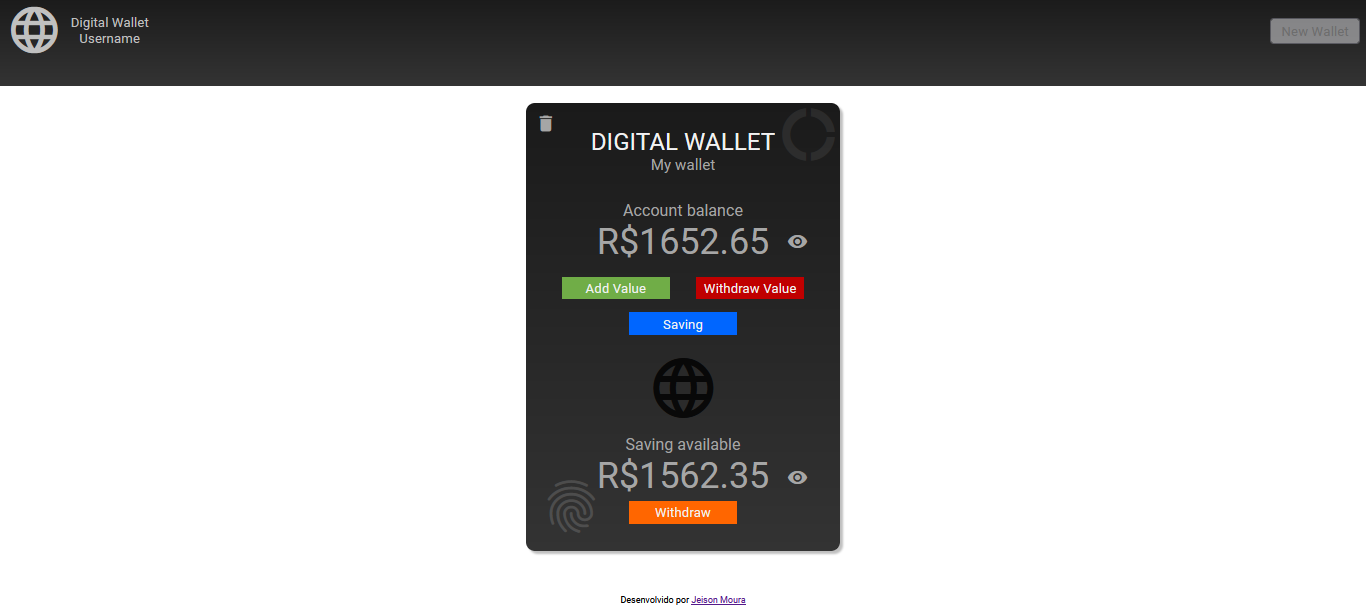 Digital Wallet
Username
New Wallet
DIGITAL WALLET
My wallet
Account balance
R$1652.65
Add Value
Withdraw Value
Saving
Saving available
R$1562.35
Withdraw
Desenvolvido por Jeison Moura